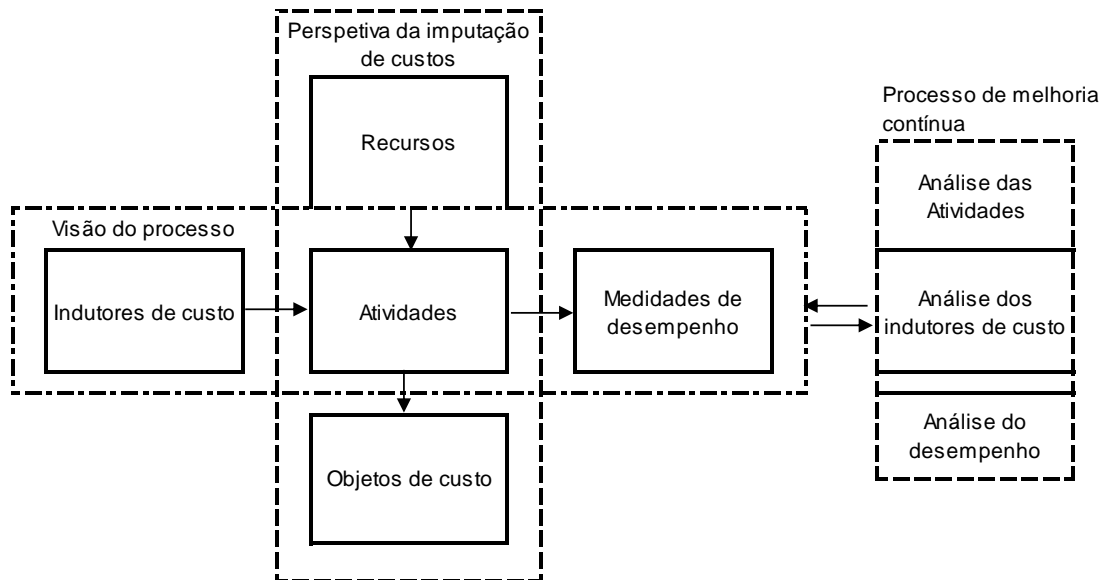 Perspetiva da imputação
de custos
Recursos
Processo de melhoria
contínua
Análise das
Atividades
Visão do processo
Indutores de custo
Atividades
Medidades de
desempenho
Análise dos
indutores de custo
Objetos de custo
Análise do
desempenho